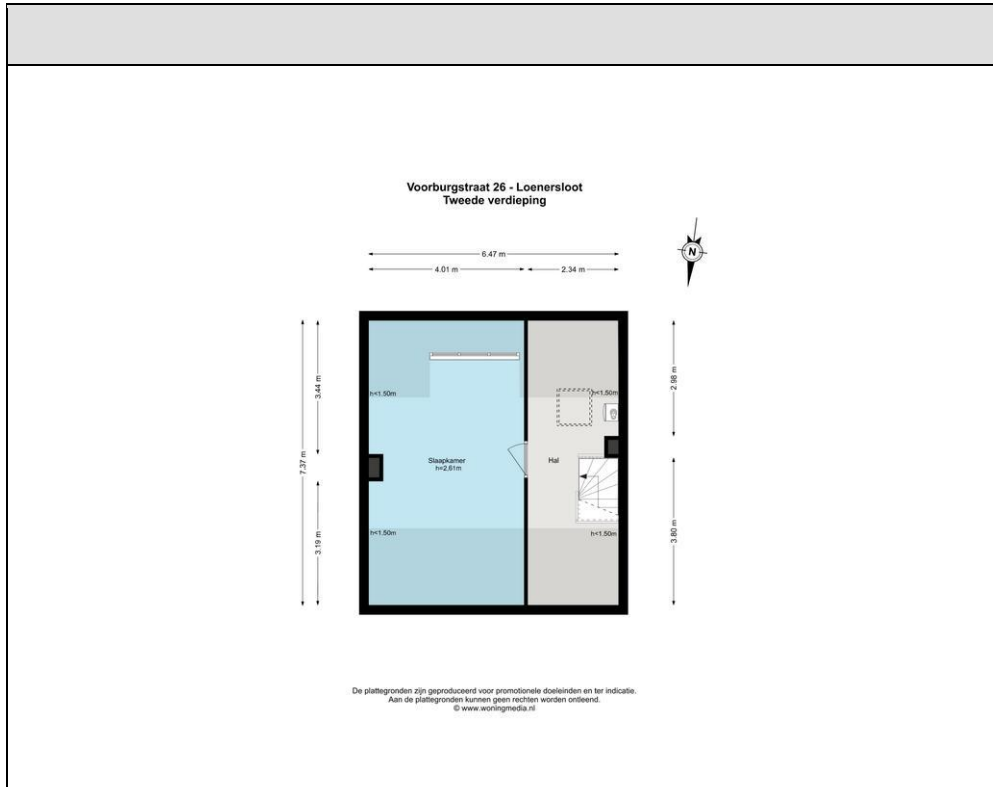 Voorburgstraat 26 - Loenersloot
Tweede verdieping
N
6.47 m
4.01 m
2.34 m
7.37 m
3.44 m
3.19 m
2.98 m
3.80 m
h<1.50m
h<1.50m
Slaapkamer
h=2,61m
Hal
h<1.50m
h<1.50m
De plattegronden zijn geproduceerd voor promotionele doeleinden en ter indicatie.
Aan de plattegronden kunnen geen rechten worden ontleend.
© www.woningmedia.nl